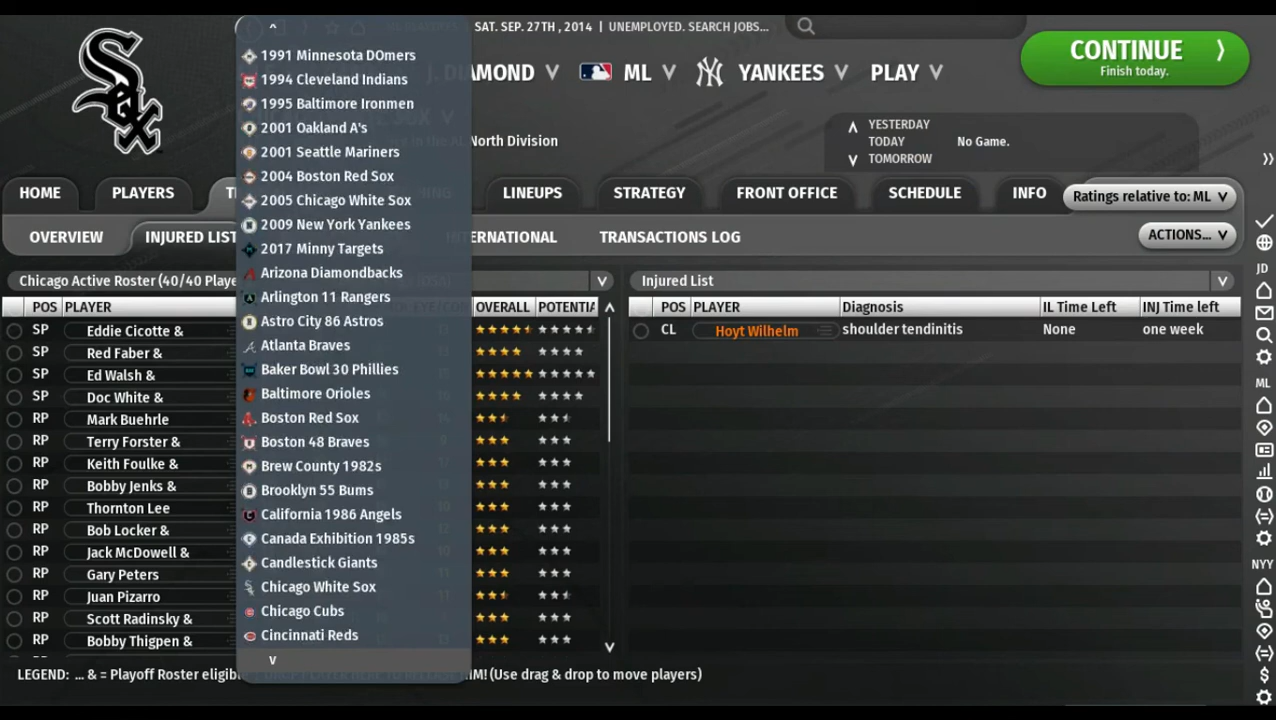 SAT. SEP. 27TH , 2014 | UNEMPLOYED. SEARCH JOBS...
CONTINUE
Finish today.
DIAMOND ML YANKEES PLAY
North Division
YESTERDAY
TODAY No Game.
TOMORROW
HOME PLAYERS LINEUPS STRATEGY FRONT OFFICE SCHEDULE INFO Ratings relative to: ML
OVERVIEW INJURED LIST TRANSACTIONS LOG ACTIONS...
^
1991 Minnesota DOmers
1994 Cleveland Indians
1995 Baltimore Ironmen
2001 Oakland A's
2001 Seattle Mariners
2004 Boston Red Sox
2005 Chicago White Sox
2009 New York Yankees
2017 Minny Targets
Arizona Diamondbacks
Arlington 11 Rangers
Astro City 86 Astros
Atlanta Braves
Baker Bowl 30 Phillies
Baltimore Orioles
Boston Red Sox
Boston 48 Braves
Brew County 1982s
Brooklyn 55 Bums
California 1986 Angels
Canada Exhibition 1985s
Candlestick Giants
Chicago White Sox
Chicago Cubs
Cincinnati Reds
v
Chicago Active Roster (40/40 Playe
POS PLAYER OVERALL POTENTIA
SP Eddie Cicotte &
SP Red Faber &
SP Ed Walsh &
SP Doc White &
RP Mark Buehrle
RP Terry Forster &
RP Keith Foulke &
RP Bobby Jenks &
RP Thornton Lee
RP Bob Locker &
RP Jack McDowell &
RP Gary Peters
RP Juan Pizarro
RP Scott Radinsky &
RP Bobby Thigpen &
Injured List
POS PLAYER Diagnosis IL Time Left INJ Time left
CL Hoyt Wilhelm shoulder tendinitis None one week
JD
ML
NYY
LEGEND: ... & = Playoff Roster eligib
IM! (Use drag & drop to move players)